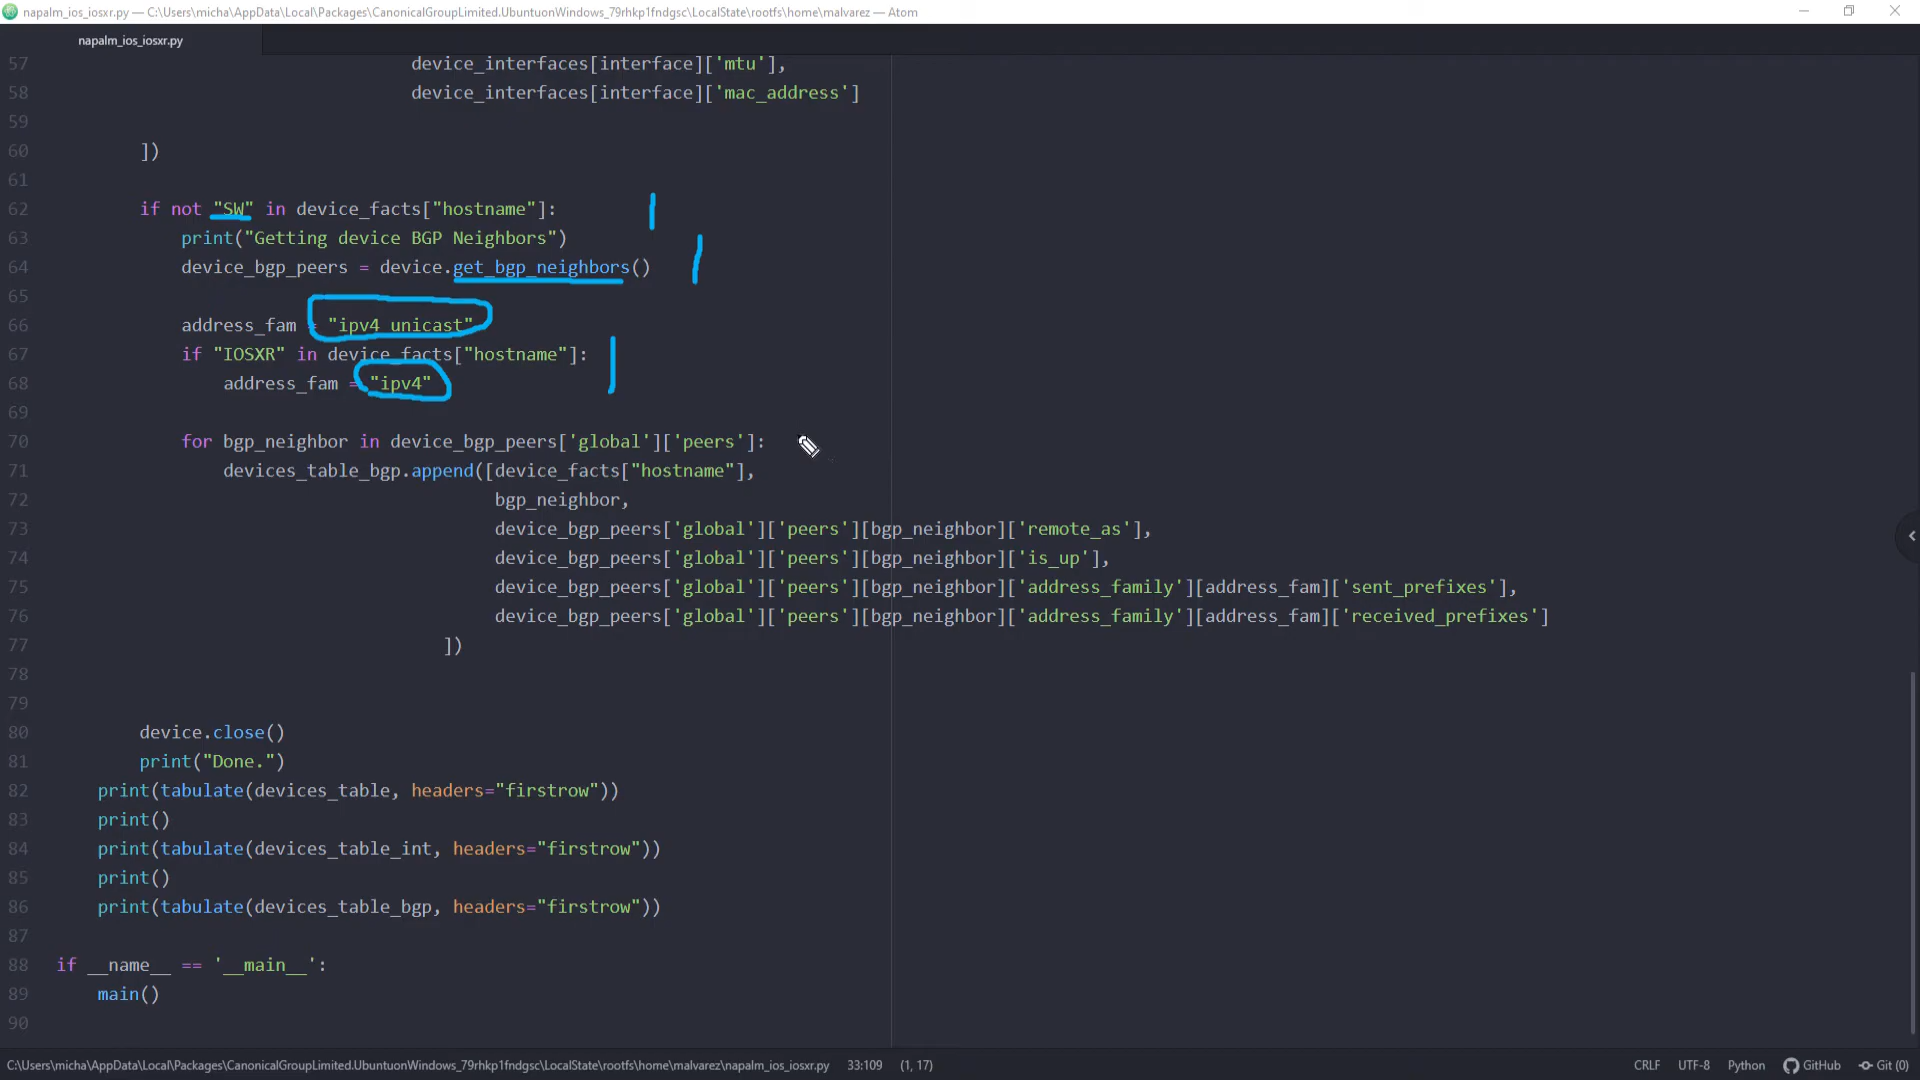 napalm_ios_iosxr.py — C:\Users\micha\AppData\Local\Packages\CanonicalGroupLimited.UbuntuonWindows_79rhkp1fndgsc\LocalState\rootfs\home\malvarez — Atom
napalm_ios_iosxr.py
57 device_interfaces[interface]['mtu'],
58 device_interfaces[interface]['mac_address']
59
60 ])
61
62 if not "SW" in device_facts["hostname"]:
63 print("Getting device BGP Neighbors")
64 device_bgp_peers = device.get_bgp_neighbors()
65
66 address_fam = "ipv4 unicast"
67 if "IOSXR" in device_facts["hostname"]:
68 address_fam = "ipv4"
69
70 for bgp_neighbor in device_bgp_peers['global']['peers']:
71 devices_table_bgp.append([device_facts["hostname"],
72 bgp_neighbor,
73 device_bgp_peers['global']['peers'][bgp_neighbor]['remote_as'],
74 device_bgp_peers['global']['peers'][bgp_neighbor]['is_up'],
75 device_bgp_peers['global']['peers'][bgp_neighbor]['address_family'][address_fam]['sent_prefixes'],
76 device_bgp_peers['global']['peers'][bgp_neighbor]['address_family'][address_fam]['received_prefixes']
77 ])
78
79
80 device.close()
81 print("Done.")
82 print(tabulate(devices_table, headers="firstrow"))
83 print()
84 print(tabulate(devices_table_int, headers="firstrow"))
85 print()
86 print(tabulate(devices_table_bgp, headers="firstrow"))
87
88 if __name__ == '__main__':
89 main()
90
C:\Users\micha\AppData\Local\Packages\CanonicalGroupLimited.UbuntuonWindows_79rhkp1fndgsc\LocalState\rootfs\home\malvarez\napalm_ios_iosxr.py 33:109 (1, 17) CRLF UTF-8 Python GitHub Git (0)